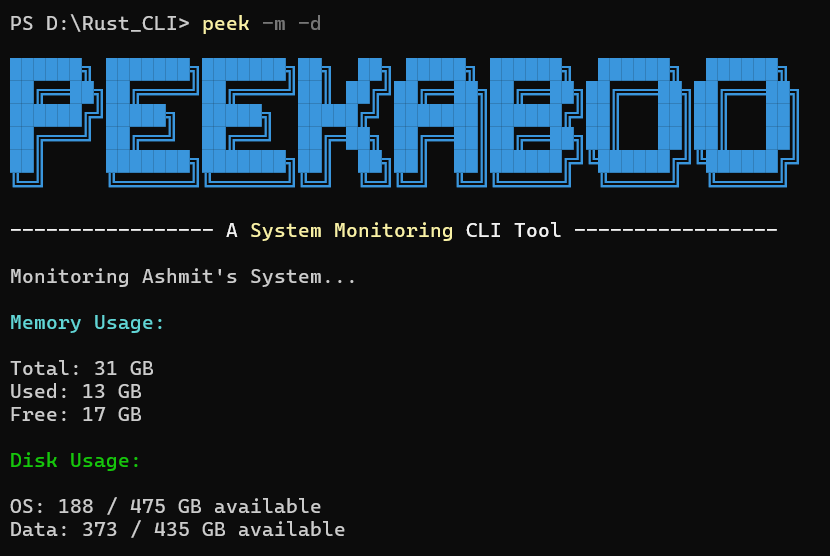 PS D:\Rust_CLI> peek -m -d
PEEKABOO
----------------- A System Monitoring CLI Tool -----------------
Monitoring Ashmit's System...
Memory Usage:
Total: 31 GB
Used: 13 GB
Free: 17 GB
Disk Usage:
OS: 188 / 475 GB available
Data: 373 / 435 GB available